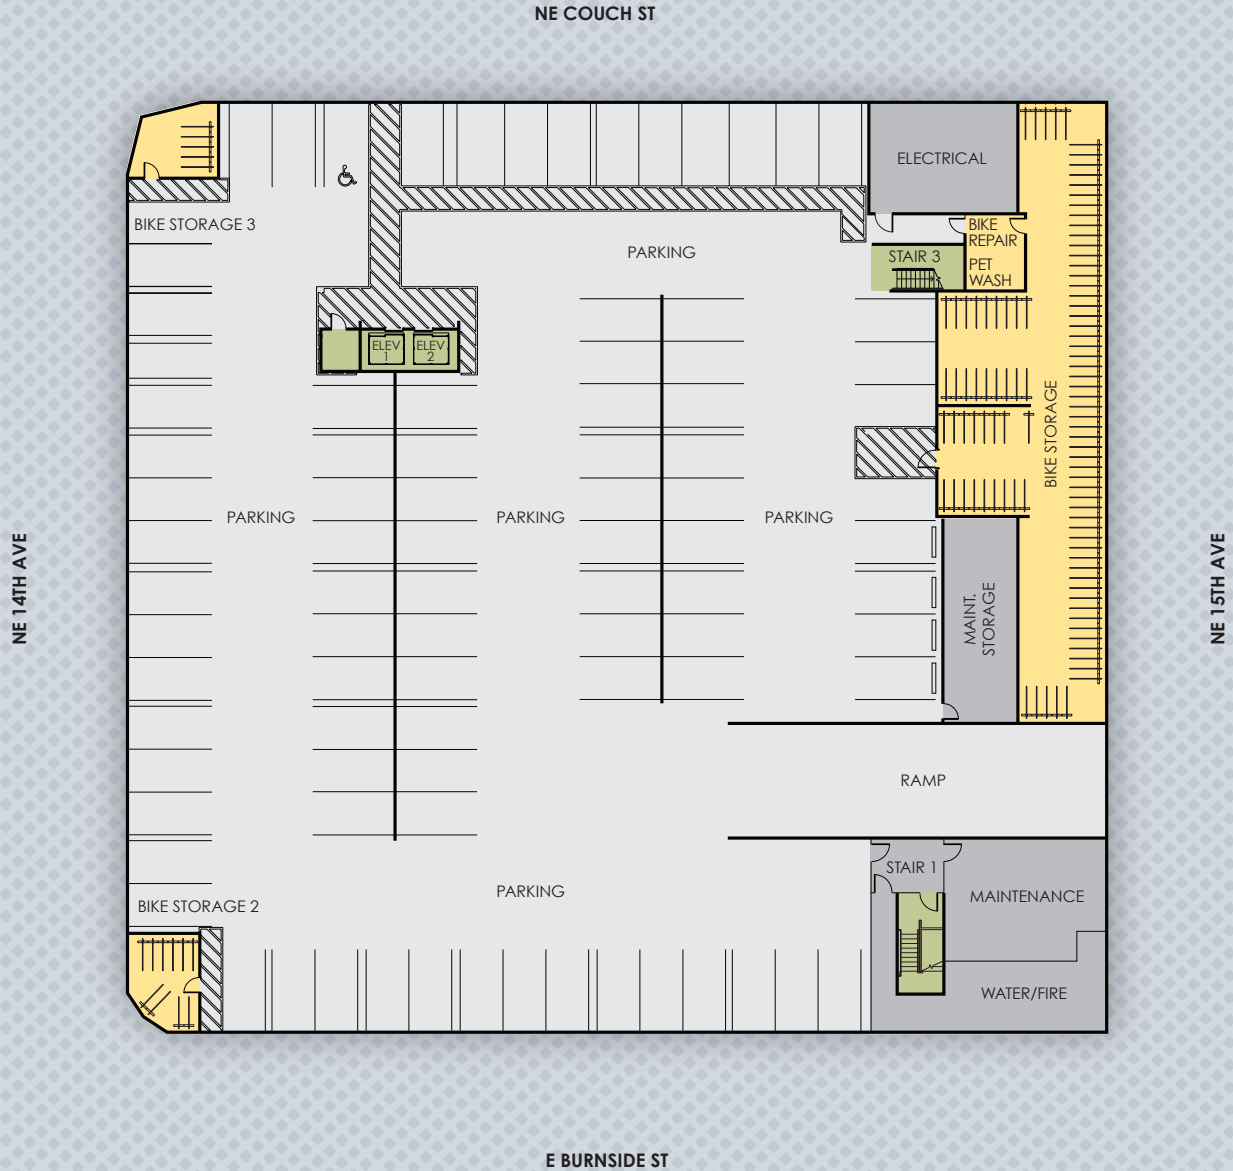 NE COUCH ST
ELECTRICAL
BIKE STORAGE 3
BIKE
REPAIR
PET
WASH
PARKING
STAIR 3
ELEV
1
ELEV
2
BIKE STORAGE
NE 14TH AVE
PARKING
PARKING
PARKING
NE 15TH AVE
MAINT.
STORAGE
RAMP
STAIR 1
PARKING
MAINTENANCE
BIKE STORAGE 2
WATER/FIRE
E BURNSIDE ST